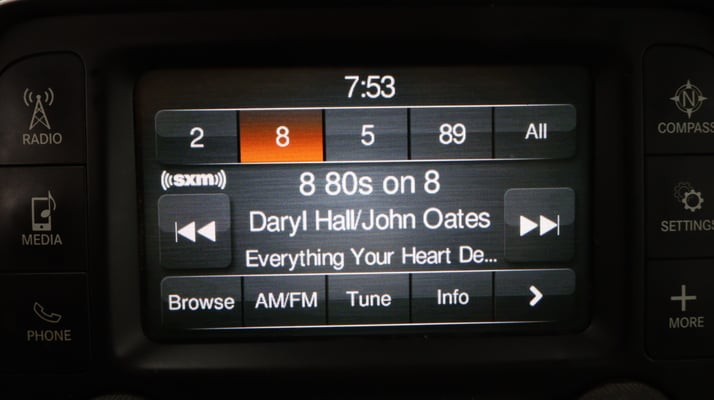 7:53
2 8 5 89 All
RADIO
COMPASS
((sxm)) 8 80s on 8
Daryl Hall/John Oates
Everything Your Heart De...
MEDIA
SETTINGS
Browse AM/FM Tune Info >
PHONE
MORE
N